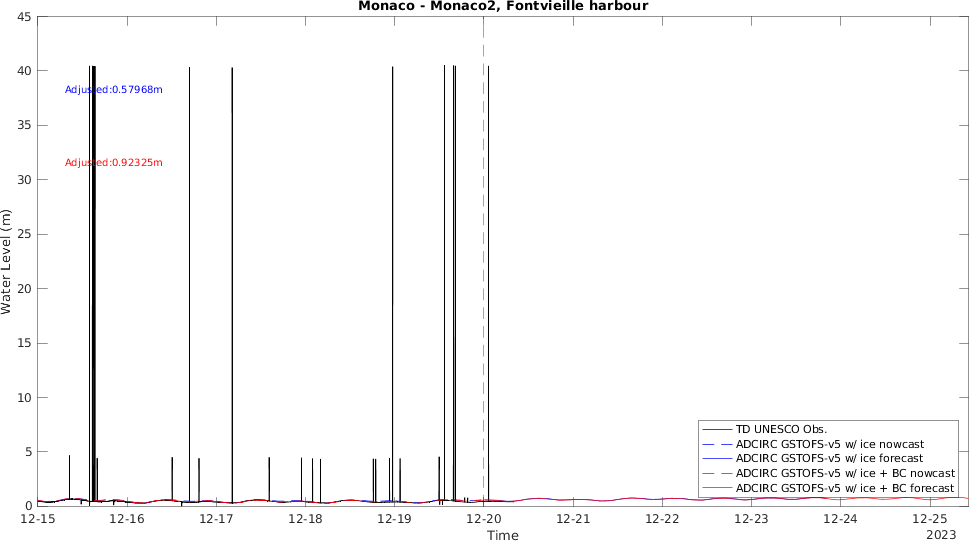 Monaco - Monaco2, Fontvieille harbour
Water Level (m)
45
40
35
30
25
20
15
10
5
0
Adjusted:0.57968m
Adjusted:0.92325m
TD UNESCO Obs.
ADCIRC GSTOFS-v5 w/ ice nowcast
ADCIRC GSTOFS-v5 w/ ice forecast
ADCIRC GSTOFS-v5 w/ ice + BC nowcast
ADCIRC GSTOFS-v5 w/ ice + BC forecast
12-15 12-16 12-17 12-18 12-19 12-20 12-21 12-22 12-23 12-24 12-25
Time
2023